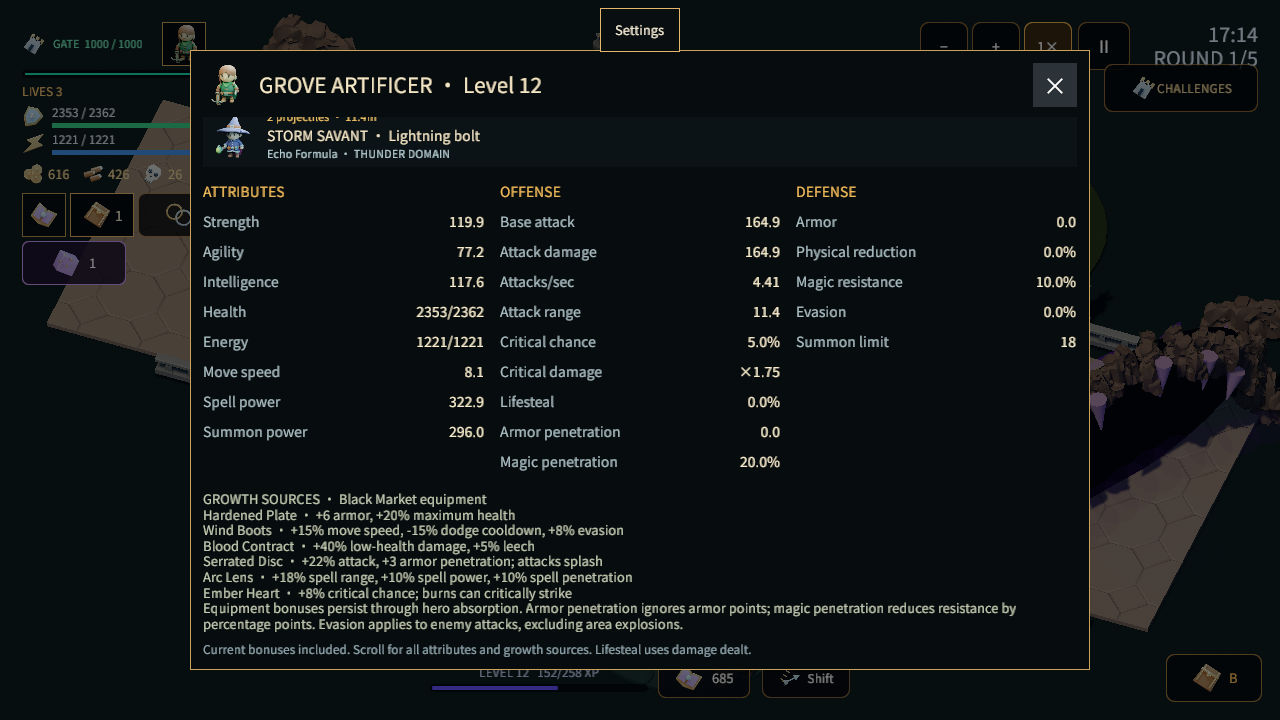 Settings
GATE 1000 / 1000
− + 1× II
17:14
ROUND 1/5
CHALLENGES
LIVES 3
2353 / 2362
1221 / 1221
616 426 26
1
1
GROVE ARTIFICER • Level 12
2 projectiles • 11.4m
STORM SAVANT • Lightning bolt
Echo Formula • THUNDER DOMAIN
ATTRIBUTES
Strength 119.9
Agility 77.2
Intelligence 117.6
Health 2353/2362
Energy 1221/1221
Move speed 8.1
Spell power 322.9
Summon power 296.0
OFFENSE
Base attack 164.9
Attack damage 164.9
Attacks/sec 4.41
Attack range 11.4
Critical chance 5.0%
Critical damage ×1.75
Lifesteal 0.0%
Armor penetration 0.0
Magic penetration 20.0%
DEFENSE
Armor 0.0
Physical reduction 0.0%
Magic resistance 10.0%
Evasion 0.0%
Summon limit 18
GROWTH SOURCES • Black Market equipment
Hardened Plate • +6 armor, +20% maximum health
Wind Boots • +15% move speed, -15% dodge cooldown, +8% evasion
Blood Contract • +40% low-health damage, +5% leech
Serrated Disc • +22% attack, +3 armor penetration; attacks splash
Arc Lens • +18% spell range, +10% spell power, +10% spell penetration
Ember Heart • +8% critical chance; burns can critically strike
Equipment bonuses persist through hero absorption. Armor penetration ignores armor points; magic penetration reduces resistance by
percentage points. Evasion applies to enemy attacks, excluding area explosions.
Current bonuses included. Scroll for all attributes and growth sources. Lifesteal uses damage dealt.
LEVEL 12 152/258 XP
685
Shift
B